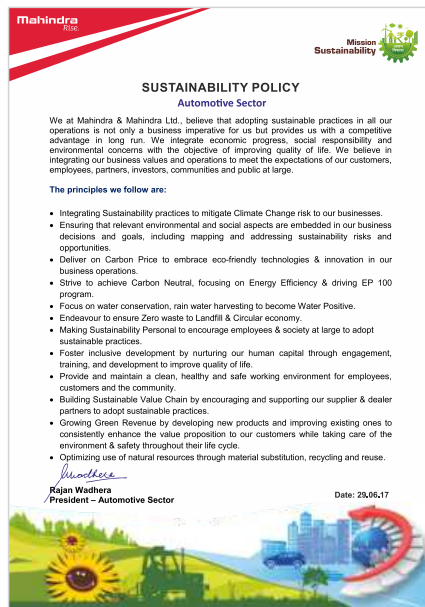 Mahindra
Rise.
Mission
Sustainability
SUSTAINABILITY POLICY
Automotive Sector
We at Mahindra & Mahindra Ltd., believe that adopting sustainable practices in all our
operations is not only a business imperative for us but provides us with a competitive
advantage in long run. We integrate economic progress, social responsibility and
environmental concerns with the objective of improving quality of life. We believe in
integrating our business values and operations to meet the expectations of our customers,
employees, partners, investors, communities and public at large.
The principles we follow are:
• Integrating Sustainability practices to mitigate Climate Change risk to our businesses.
• Ensuring that relevant environmental and social aspects are embedded in our business
decisions and goals, including mapping and addressing sustainability risks and
opportunities.
• Deliver on Carbon Price to embrace eco-friendly technologies & innovation in our
business operations.
• Strive to achieve Carbon Neutral, focusing on Energy Efficiency & driving EP 100
program.
• Focus on water conservation, rain water harvesting to become Water Positive.
• Endeavour to ensure Zero waste to Landfill & Circular economy.
• Making Sustainability Personal to encourage employees & society at large to adopt
sustainable practices.
• Foster inclusive development by nurturing our human capital through engagement,
training, and development to improve quality of life.
• Provide and maintain a clean, healthy and safe working environment for employees,
customers and the community.
• Building Sustainable Value Chain by encouraging and supporting our supplier & dealer
partners to adopt sustainable practices.
• Growing Green Revenue by developing new products and improving existing ones to
consistently enhance the value proposition to our customers while taking care of the
environment & safety throughout their life cycle.
• Optimizing use of natural resources through material substitution, recycling and reuse.
Rajan Wadhera
President – Automotive Sector
Date: 29.06.17